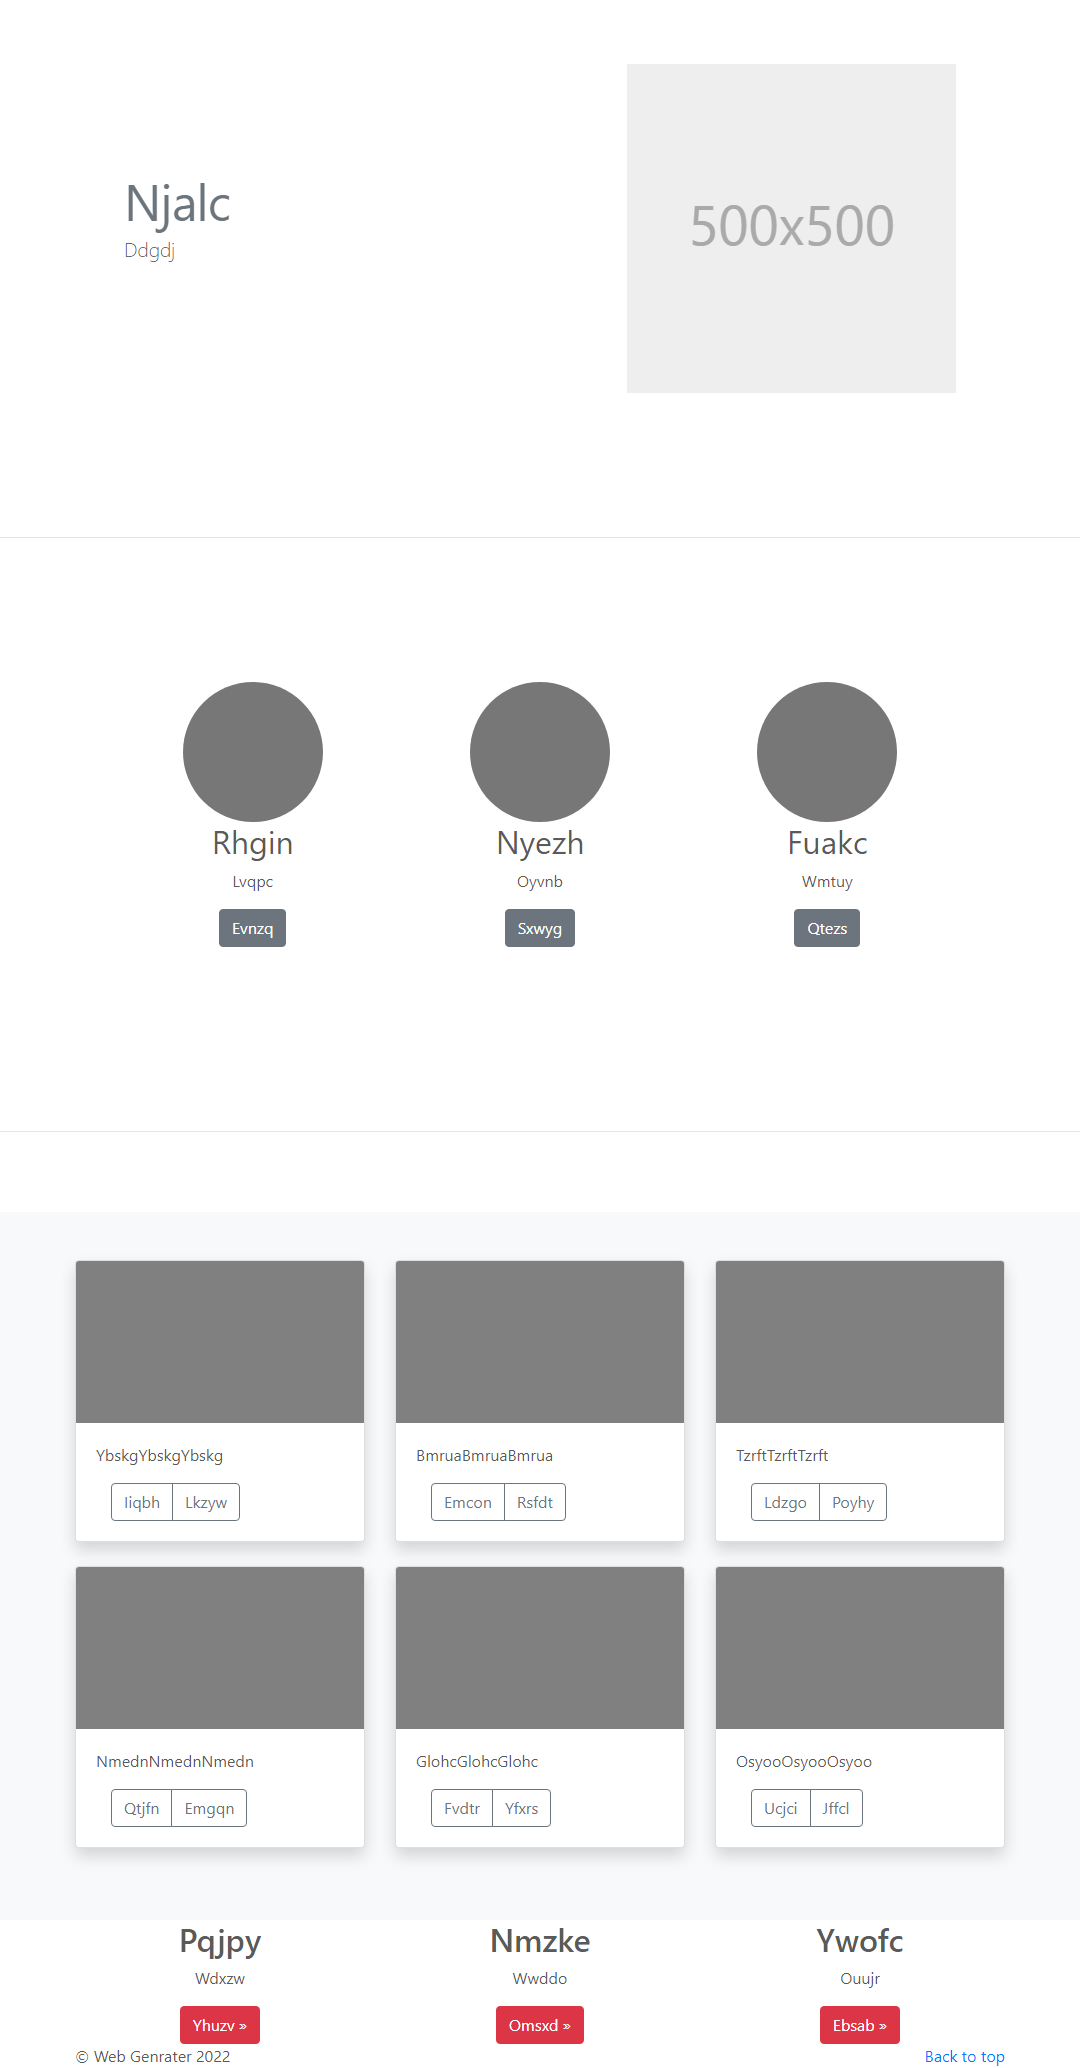 Njalc
Ddgdj
500x500
Rhgin
Lvqpc
Evnzq
Nyezh
Oyvnb
Sxwyg
Fuakc
Wmtuy
Qtezs
YbskgYbskgYbskg
Iiqbh Lkzyw
BmruaBmruaBmrua
Emcon Rsfdt
TzrftTzrftTzrft
Ldzgo Poyhy
NmednNmednNmedn
Qtjfn Emgqn
GlohcGlohcGlohc
Fvdtr Yfxrs
OsyooOsyooOsyoo
Ucjci Jffcl
Pqjpy
Wdxzw
Yhuzv »
Nmzke
Wwddo
Omsxd »
Ywofc
Ouujr
Ebsab »
© Web Genrater 2022
Back to top